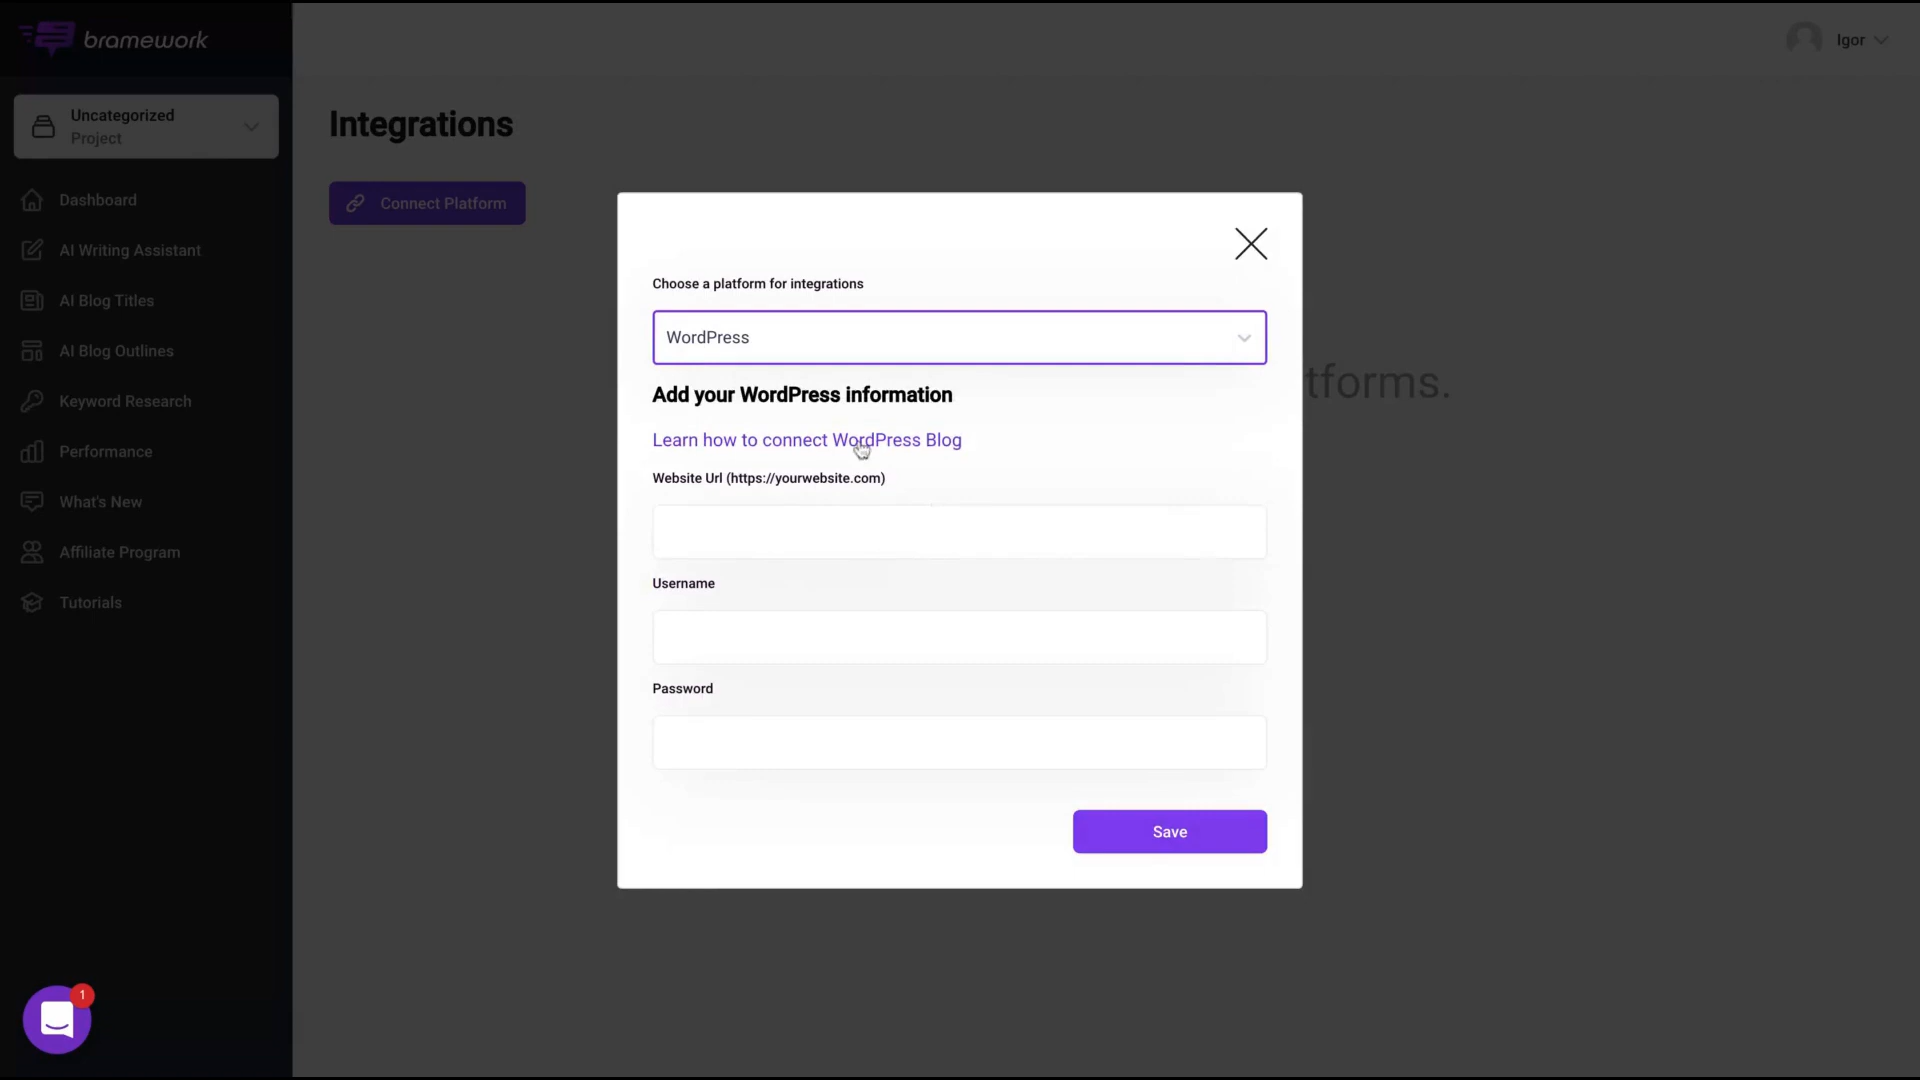 bramework
Igor
Uncategorized
Project
Integrations
Connect Platform
Dashboard
AI Writing Assistant
AI Blog Titles
AI Blog Outlines
Keyword Research
Performance
What's New
Affiliate Program
Tutorials
1
Choose a platform for integrations
WordPress
Add your WordPress information
Learn how to connect WordPress Blog
Website Url (https://yourwebsite.com)
Username
Password
Save
tforms.